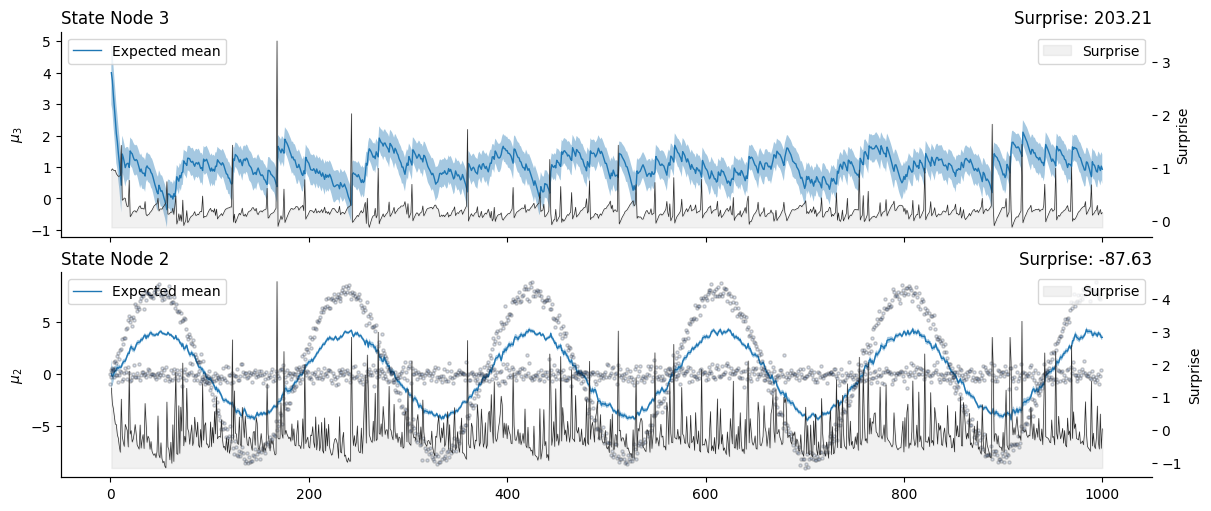 State Node 3
Surprise: 203.21
Expected mean
Surprise
5
4
3
2
1
0
−1
μ3
3
2
1
0
Surprise
State Node 2
Surprise: -87.63
Expected mean
Surprise
5
0
−5
μ2
4
3
2
1
0
−1
Surprise
0
200
400
600
800
1000